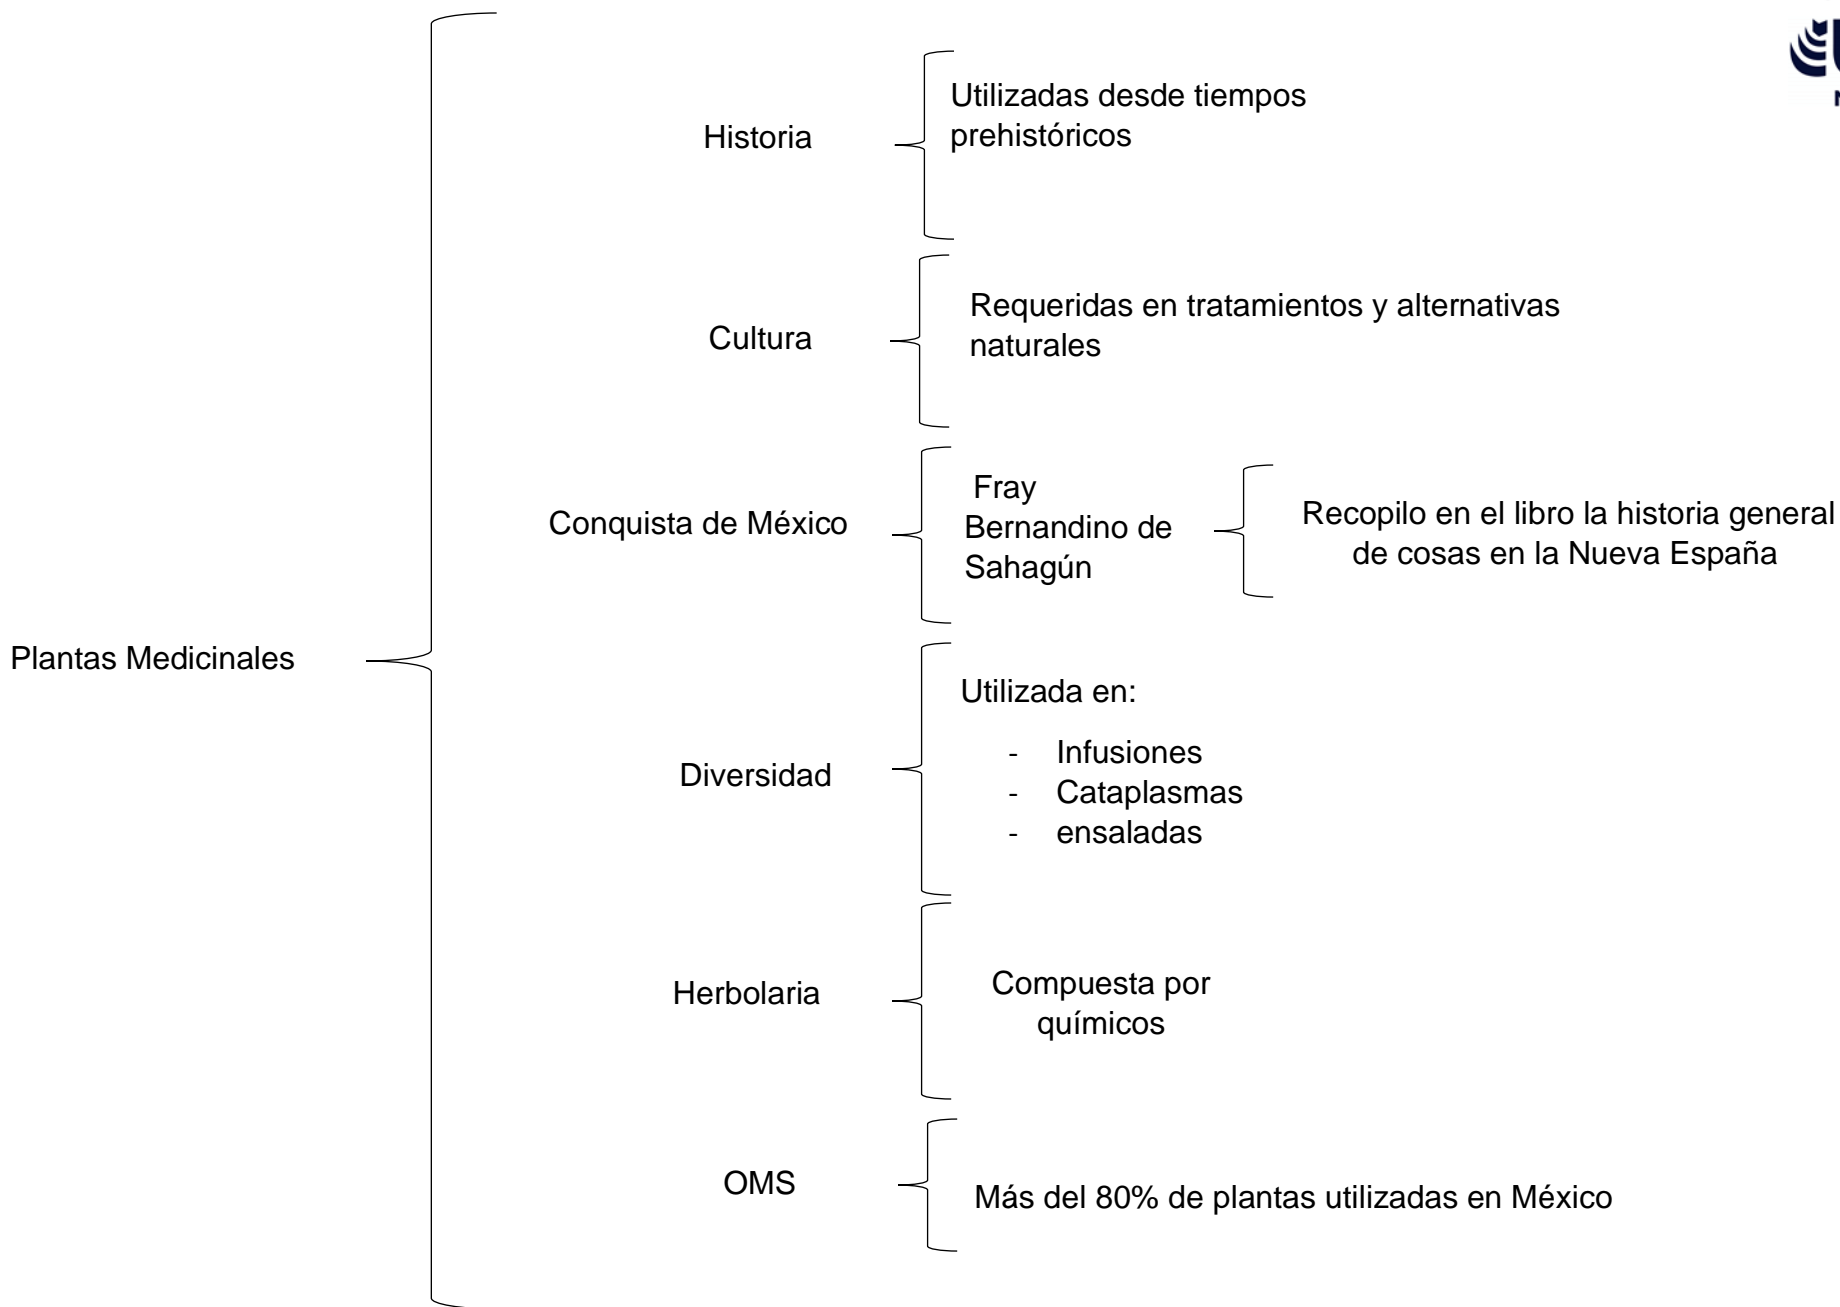 Plantas Medicinales
Historia
Utilizadas desde tiempos
prehistóricos
Cultura
Requeridas en tratamientos y alternativas
naturales
Conquista de México
Fray
Bernandino de
Sahagún
Recopilo en el libro la historia general
de cosas en la Nueva España
Diversidad
Utilizada en:
- Infusiones
- Cataplasmas
- ensaladas
Herbolaria
Compuesta por
químicos
OMS
Más del 80% de plantas utilizadas en México